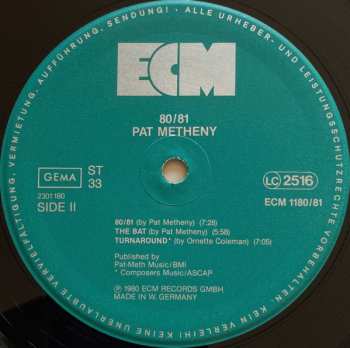 ALLE URHEBER- UND LEISTUNGSSCHUTZRECHTE VORBEHALTEN. KEIN VERLEIH! KEINE UNERLAUBTE VERVIELFÄLTIGUNG, VERMIETUNG, AUFFÜHRUNG, SENDUNG! -
ECM
80/81
PAT METHENY
GEMA
ST
33
2301 180
SIDE II
LC 2516
ECM 1180/81
80/81 (by Pat Metheny) (7:28)
THE BAT (by Pat Metheny) (5:58)
TURNAROUND* (by Ornette Coleman) (7:05)
Published by
Pat-Meth Music/BMI
* Composers Music/ASCAP
Ⓟ 1980 ECM RECORDS GMBH
MADE IN W. GERMANY